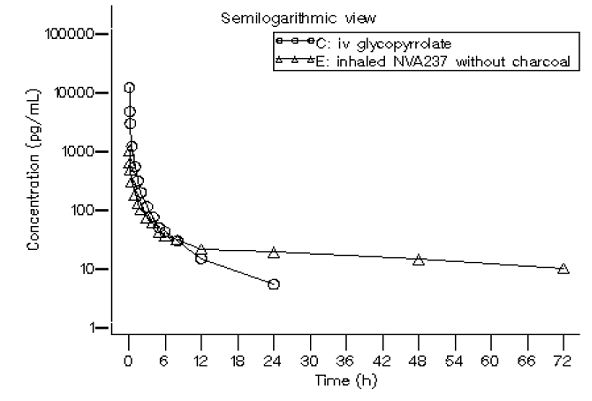 Semilogarithmic view
C: iv glycopyrrolate
E: inhaled NVA237 without charcoal
Concentration (pg/mL)
100000
10000
1000
100
10
1
0 6 12 18 24 30 36 42 48 54 60 66 72
Time (h)